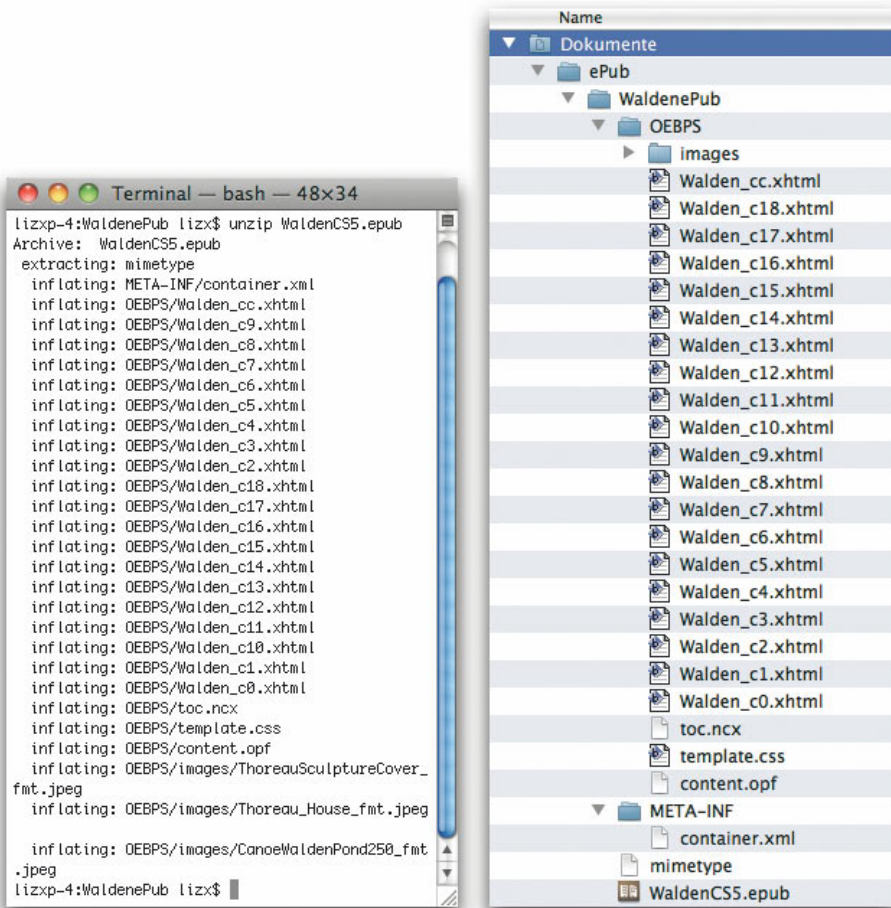 Terminal — bash — 48×34
lizxp-4:WaldenePub lizx$ unzip WaldenCS5.epub
Archive:  WaldenCS5.epub
 extracting: mimetype
  inflating: META-INF/container.xml
  inflating: OEBPS/Walden_cc.xhtml
  inflating: OEBPS/Walden_c9.xhtml
  inflating: OEBPS/Walden_c8.xhtml
  inflating: OEBPS/Walden_c7.xhtml
  inflating: OEBPS/Walden_c6.xhtml
  inflating: OEBPS/Walden_c5.xhtml
  inflating: OEBPS/Walden_c4.xhtml
  inflating: OEBPS/Walden_c3.xhtml
  inflating: OEBPS/Walden_c2.xhtml
  inflating: OEBPS/Walden_c18.xhtml
  inflating: OEBPS/Walden_c17.xhtml
  inflating: OEBPS/Walden_c16.xhtml
  inflating: OEBPS/Walden_c15.xhtml
  inflating: OEBPS/Walden_c14.xhtml
  inflating: OEBPS/Walden_c13.xhtml
  inflating: OEBPS/Walden_c12.xhtml
  inflating: OEBPS/Walden_c11.xhtml
  inflating: OEBPS/Walden_c10.xhtml
  inflating: OEBPS/Walden_c1.xhtml
  inflating: OEBPS/Walden_c0.xhtml
  inflating: OEBPS/toc.ncx
  inflating: OEBPS/template.css
  inflating: OEBPS/content.opf
  inflating: OEBPS/images/ThoreauSculptureCover_
fmt.jpeg
  inflating: OEBPS/images/Thoreau_House_fmt.jpeg
  inflating: OEBPS/images/CanoeWaldenPond250_fmt
.jpeg
lizxp-4:WaldenePub lizx$
Name
Dokumente
ePub
WaldenePub
OEBPS
images
Walden_cc.xhtml
Walden_c18.xhtml
Walden_c17.xhtml
Walden_c16.xhtml
Walden_c15.xhtml
Walden_c14.xhtml
Walden_c13.xhtml
Walden_c12.xhtml
Walden_c11.xhtml
Walden_c10.xhtml
Walden_c9.xhtml
Walden_c8.xhtml
Walden_c7.xhtml
Walden_c6.xhtml
Walden_c5.xhtml
Walden_c4.xhtml
Walden_c3.xhtml
Walden_c2.xhtml
Walden_c1.xhtml
Walden_c0.xhtml
toc.ncx
template.css
content.opf
META-INF
container.xml
mimetype
WaldenCS5.epub